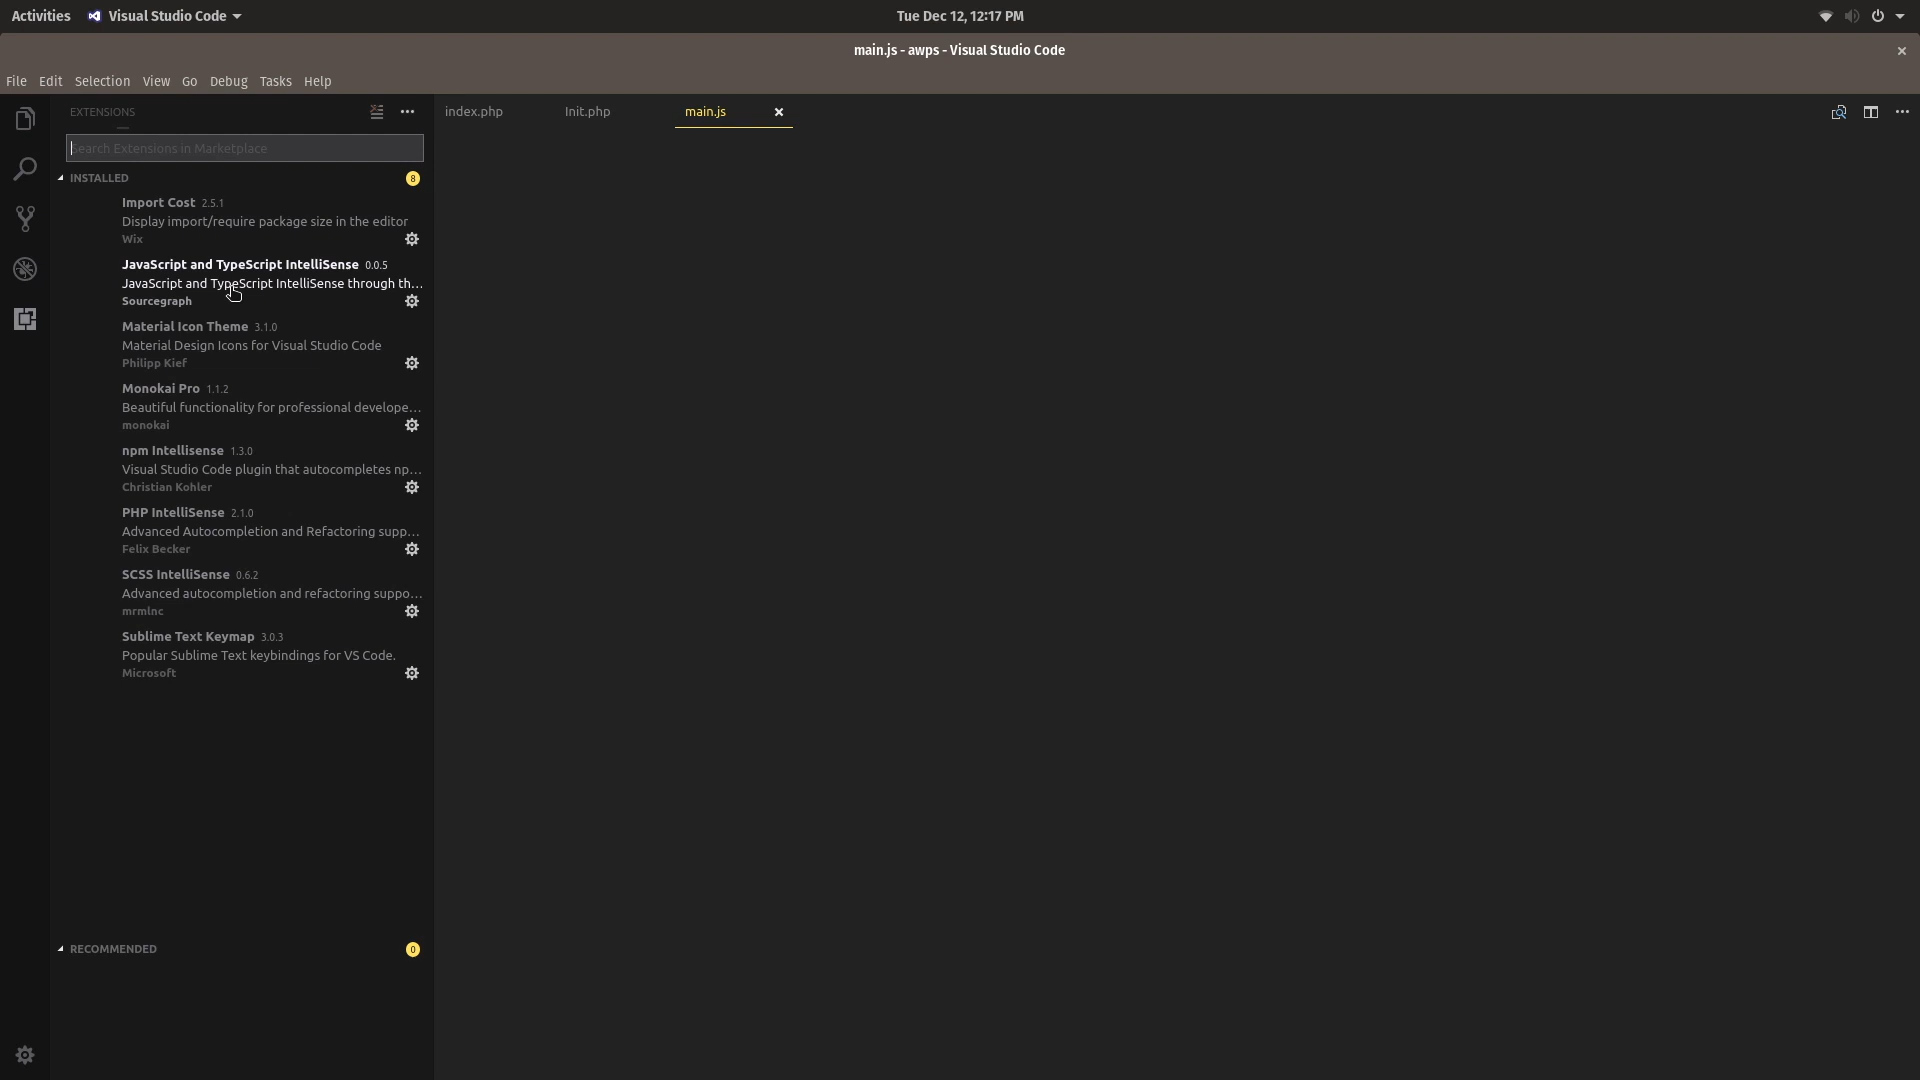 Activities Visual Studio Code Tue Dec 12, 12:17 PM
main.js - awps - Visual Studio Code
File Edit Selection View Go Debug Tasks Help
EXTENSIONS
index.php Init.php main.js
Search Extensions in Marketplace
INSTALLED 8
Import Cost 2.5.1
Display import/require package size in the editor
Wix
JavaScript and TypeScript IntelliSense 0.0.5
JavaScript and TypeScript IntelliSense through th...
Sourcegraph
Material Icon Theme 3.1.0
Material Design Icons for Visual Studio Code
Philipp Kief
Monokai Pro 1.1.2
Beautiful functionality for professional develope...
monokai
npm Intellisense 1.3.0
Visual Studio Code plugin that autocompletes np...
Christian Kohler
PHP IntelliSense 2.1.0
Advanced Autocompletion and Refactoring supp...
Felix Becker
SCSS IntelliSense 0.6.2
Advanced autocompletion and refactoring suppo...
mrmlnc
Sublime Text Keymap 3.0.3
Popular Sublime Text keybindings for VS Code.
Microsoft
RECOMMENDED 0